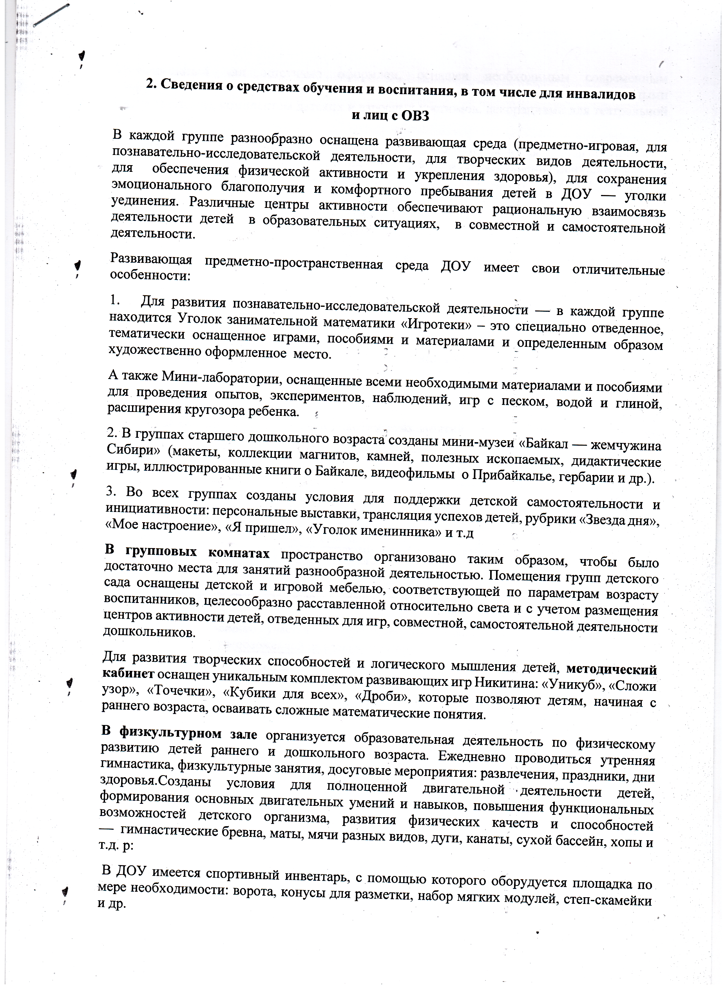 2. Сведения о средствах обучения и воспитания, в том числе для инвалидов
и лиц с ОВЗ
В каждой группе разнообразно оснащена развивающая среда (предметно-игровая, для
познавательно-исследовательской деятельности, для творческих видов деятельности,
для обеспечения физической активности и укрепления здоровья), для сохранения
эмоционального благополучия и комфортного пребывания детей в ДОУ — уголки
уединения. Различные центры активности обеспечивают рациональную взаимосвязь
деятельности детей в образовательных ситуациях, в совместной и самостоятельной
деятельности.
Развивающая предметно-пространственная среда ДОУ имеет свои отличительные
особенности:
1. Для развития познавательно-исследовательской деятельности — в каждой группе
находится Уголок занимательной математики «Игротеки» – это специально отведенное,
тематически оснащенное играми, пособиями и материалами и определенным образом
художественно оформленное место.
А также Мини-лаборатории, оснащенные всеми необходимыми материалами и пособиями
для проведения опытов, экспериментов, наблюдений, игр с песком, водой и глиной,
расширения кругозора ребенка.
2. В группах старшего дошкольного возраста созданы мини-музеи «Байкал — жемчужина
Сибири» (макеты, коллекции магнитов, камней, полезных ископаемых, дидактические
игры, иллюстрированные книги о Байкале, видеофильмы о Прибайкалье, гербарии и др.).
3. Во всех группах созданы условия для поддержки детской самостоятельности и
инициативности: персональные выставки, трансляция успехов детей, рубрики «Звезда дня»,
«Мое настроение», «Я пришел», «Уголок именинника» и т.д
В групповых комнатах пространство организовано таким образом, чтобы было
достаточно места для занятий разнообразной деятельностью. Помещения групп детского
сада оснащены детской и игровой мебелью, соответствующей по параметрам возрасту
воспитанников, целесообразно расставленной относительно света и с учетом размещения
центров активности детей, отведенных для игр, совместной, самостоятельной деятельности
дошкольников.
Для развития творческих способностей и логического мышления детей, методический
кабинет оснащен уникальным комплектом развивающих игр Никитина: «Уникуб», «Сложи
узор», «Точечки», «Кубики для всех», «Дроби», которые позволяют детям, начиная с
раннего возраста, осваивать сложные математические понятия.
В физкультурном зале организуется образовательная деятельность по физическому
развитию детей раннего и дошкольного возраста. Ежедневно проводиться утренняя
гимнастика, физкультурные занятия, досуговые мероприятия: развлечения, праздники, дни
здоровья.Созданы условия для полноценной двигательной деятельности детей,
формирования основных двигательных умений и навыков, повышения функциональных
возможностей детского организма, развития физических качеств и способностей
— гимнастические бревна, маты, мячи разных видов, дуги, канаты, сухой бассейн, хопы и
т.д. р:
В ДОУ имеется спортивный инвентарь, с помощью которого оборудуется площадка по
мере необходимости: ворота, конусы для разметки, набор мягких модулей, степ-скамейки
и др.